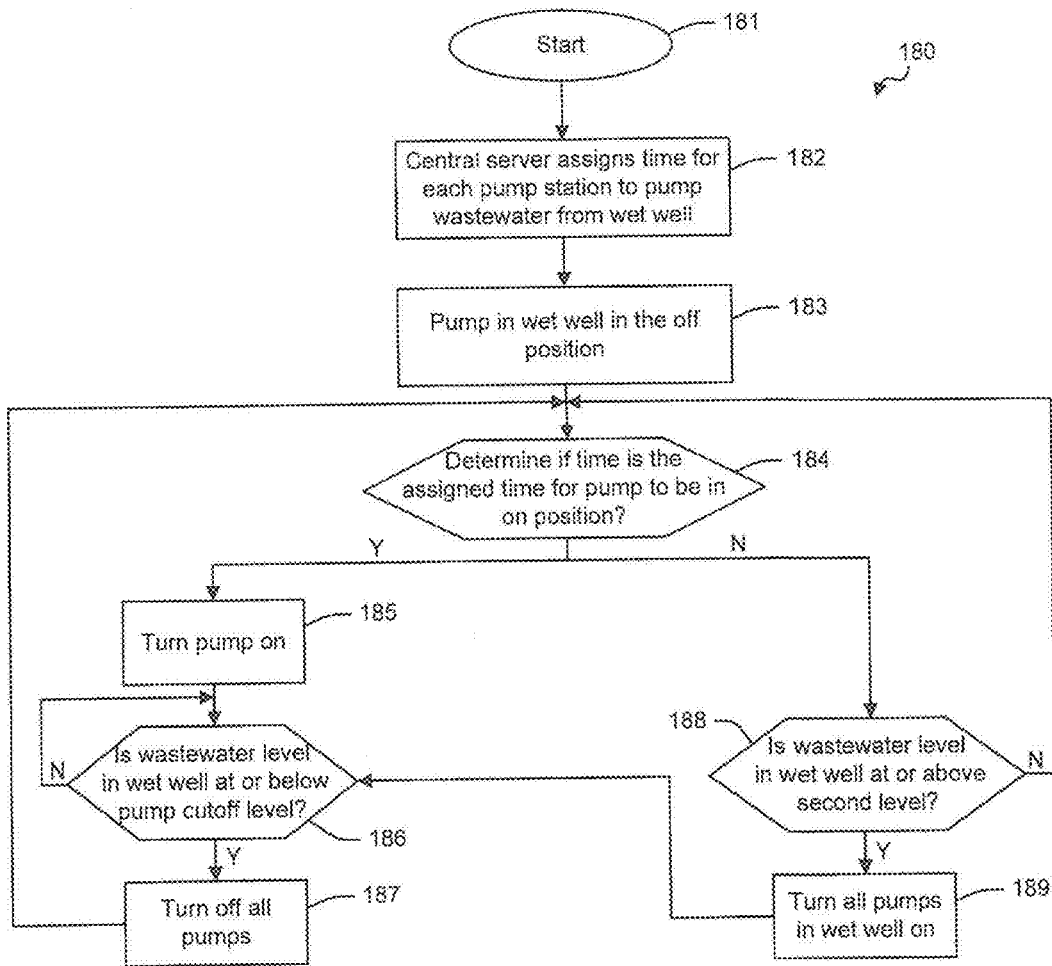 Start
181
180
Central server assigns time for
each pump station to pump
wastewater from wet well
182
Pump in wet well in the off
position
183
Determine if time is the
assigned time for pump to be in
on position?
184
Y
N
Turn pump on
185
Is wastewater level
in wet well at or below
pump cutoff level?
N
186
Y
Turn off all
pumps
187
188
Is wastewater level
in wet well at or above
second level?
N
Y
Turn all pumps
in wet well on
189